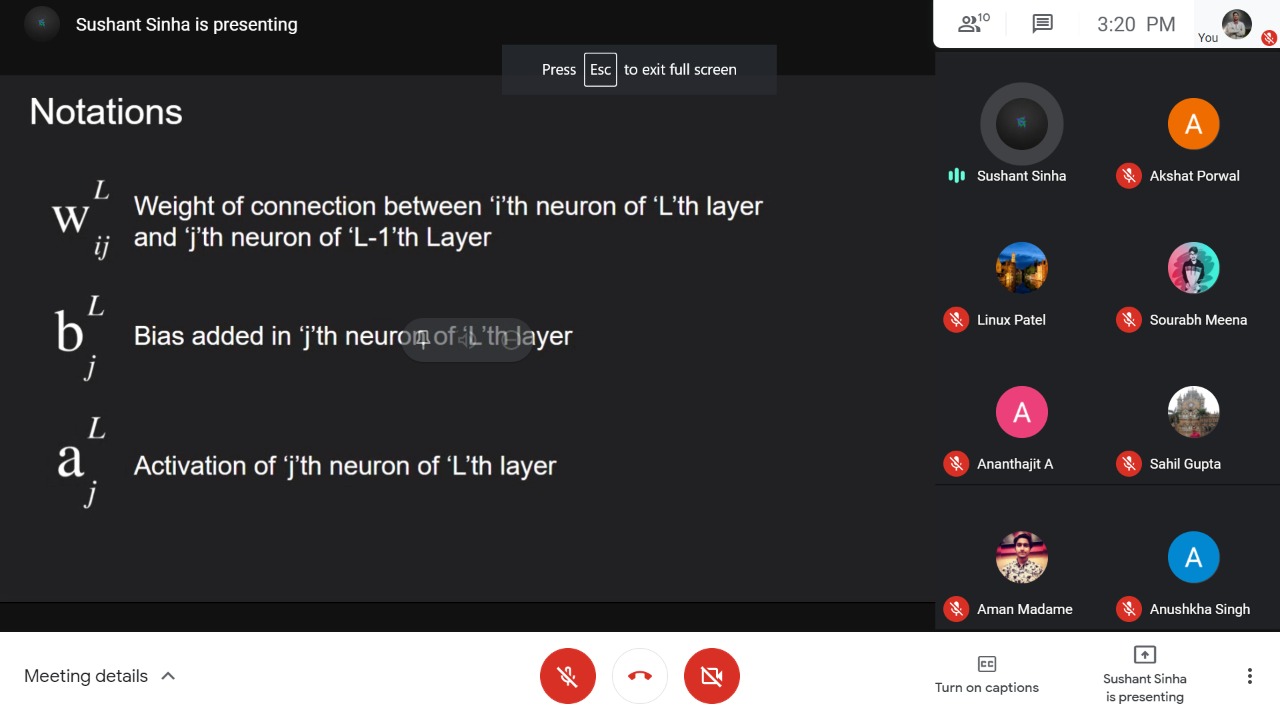 Sushant Sinha is presenting
10
3:20 PM
You
Press Esc to exit full screen
Notations
w L ij
Weight of connection between ‘i’th neuron of ‘L’th layer
and ‘j’th neuron of ‘L-1’th Layer
b L j
Bias added in ‘j’th neuron of ‘L’th layer
a L j
Activation of ‘j’th neuron of ‘L’th layer
Sushant Sinha
A
Akshat Porwal
Linux Patel
Sourabh Meena
A
Ananthajit A
Sahil Gupta
Aman Madame
A
Anushkha Singh
Meeting details
CC
Turn on captions
Sushant Sinha
is presenting